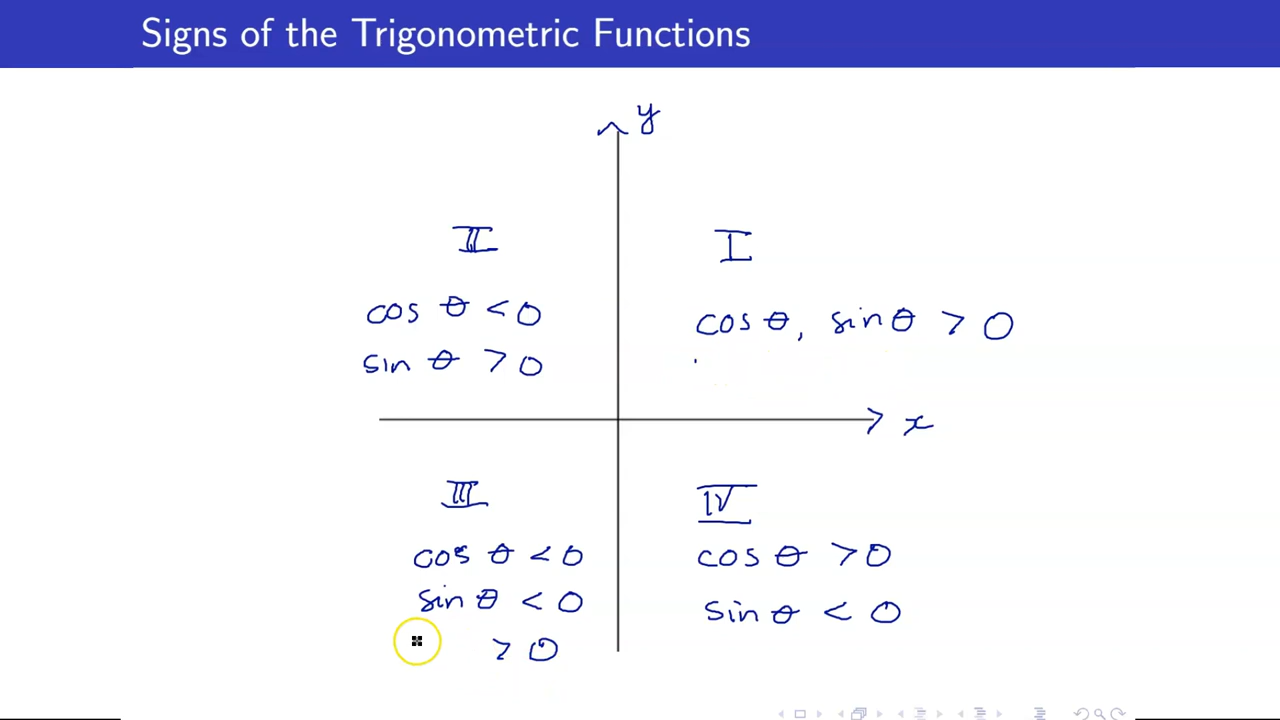 Signs of the Trigonometric Functions
y
II
I
cos θ < 0
cos θ, sin θ > 0
sin θ > 0
x
III
IV
cos θ < 0
cos θ > 0
sin θ < 0
sin θ < 0
> 0